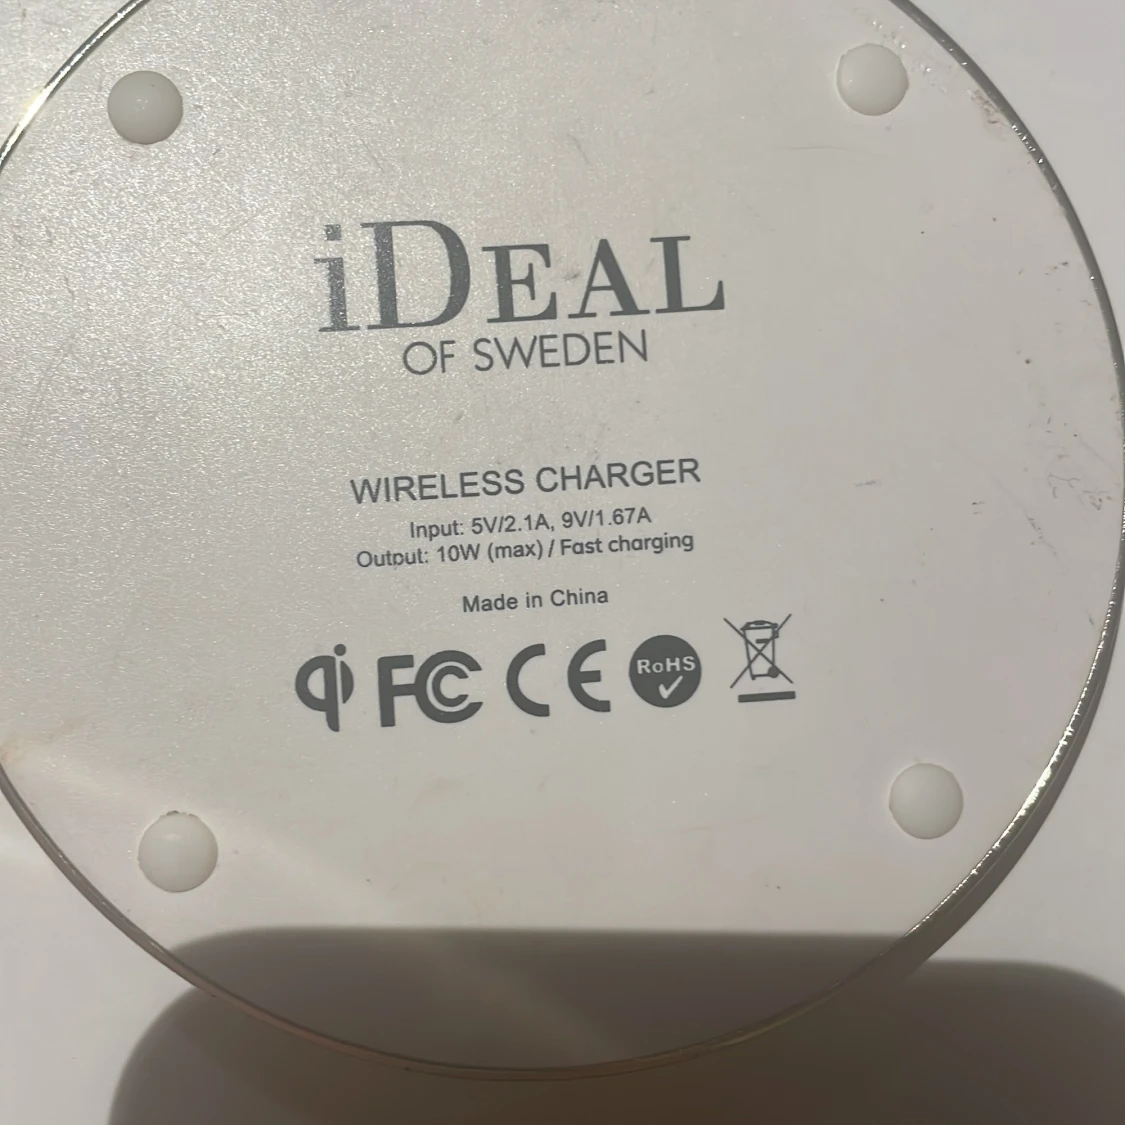 iDEAL
OF SWEDEN
WIRELESS CHARGER
Input: 5V/2.1A, 9V/1.67A
Output: 10W (max) / Fast charging
Made in China
qi FC CE RoHS